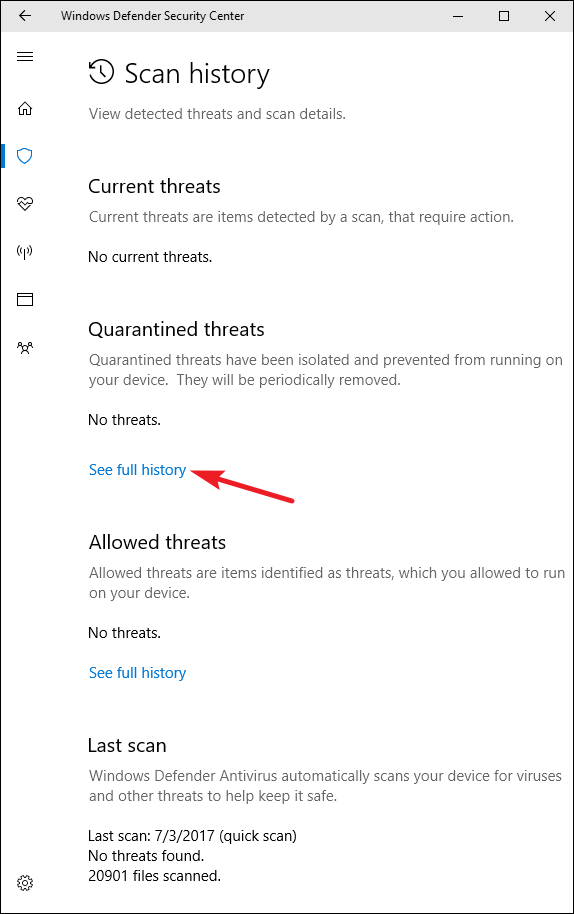 Windows Defender Security Center
Scan history
View detected threats and scan details.
Current threats
Current threats are items detected by a scan, that require action.
No current threats.
Quarantined threats
Quarantined threats have been isolated and prevented from running on
your device.  They will be periodically removed.
No threats.
See full history
Allowed threats
Allowed threats are items identified as threats, which you allowed to run
on your device.
No threats.
See full history
Last scan
Windows Defender Antivirus automatically scans your device for viruses
and other threats to help keep it safe.
Last scan: 7/3/2017 (quick scan)
No threats found.
20901 files scanned.